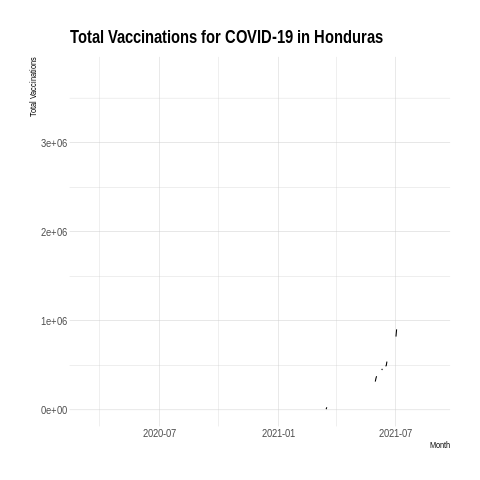 Total Vaccinations for COVID-19 in Honduras
Total Vaccinations
3e+06
2e+06
1e+06
0e+00
2020-07 2021-01 2021-07
Month